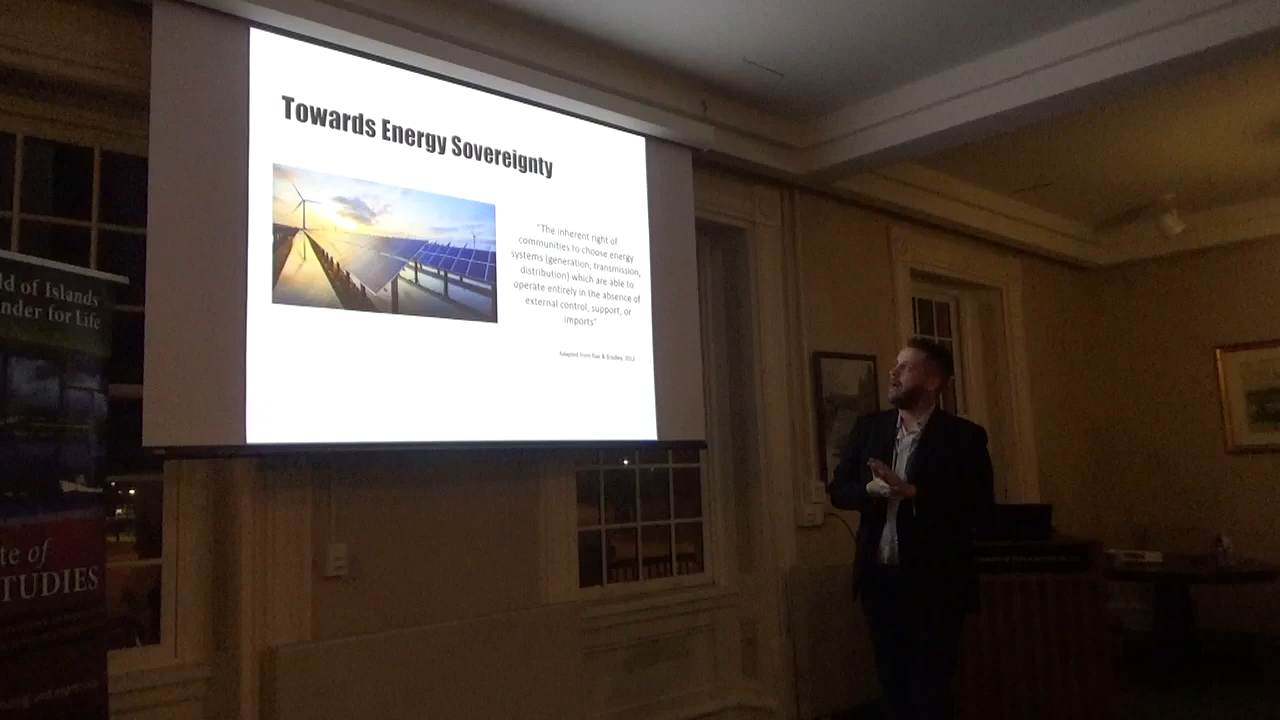 Towards Energy Sovereignty
"The inherent right of
communities to choose energy
systems (generation, transmission,
distribution) which are able to
operate entirely in the absence of
external control, support, or
imports"
Adapted from & Bradley, 2012
ld of Islands
nder for Life
te of
TUDIES